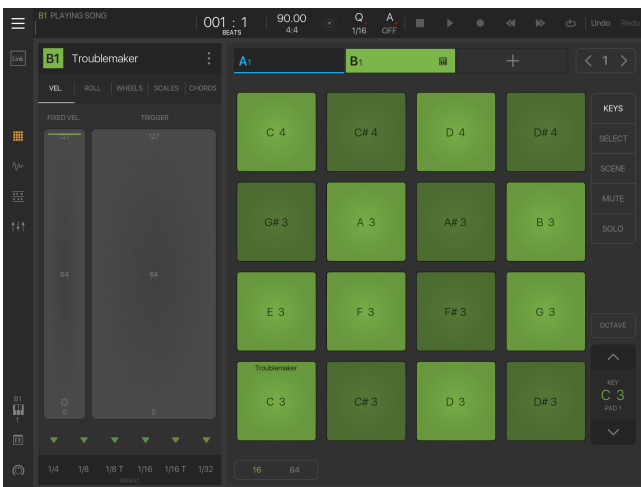 B1 PLAYING SONG
001 : 1
BEATS
90.00
4:4
Q
1/16
A
OFF
Undo Redo
Link
B1 Troublemaker
A1
B1
+
< 1 >
VEL. ROLL WHEELS SCALES CHORDS
FIXED VEL. TRIGGER
127 127
64 64
0 0
C 4 C# 4 D 4 D# 4
G# 3 A 3 A# 3 B 3
E 3 F 3 F# 3 G 3
Troublemaker
C 3 C# 3 D 3 D# 3
KEYS
SELECT
SCENE
MUTE
SOLO
OCTAVE
KEY
C 3
PAD 1
B1
1
FX
1/4 1/8 1/8 T 1/16 1/16 T 1/32
REPEAT
16 64